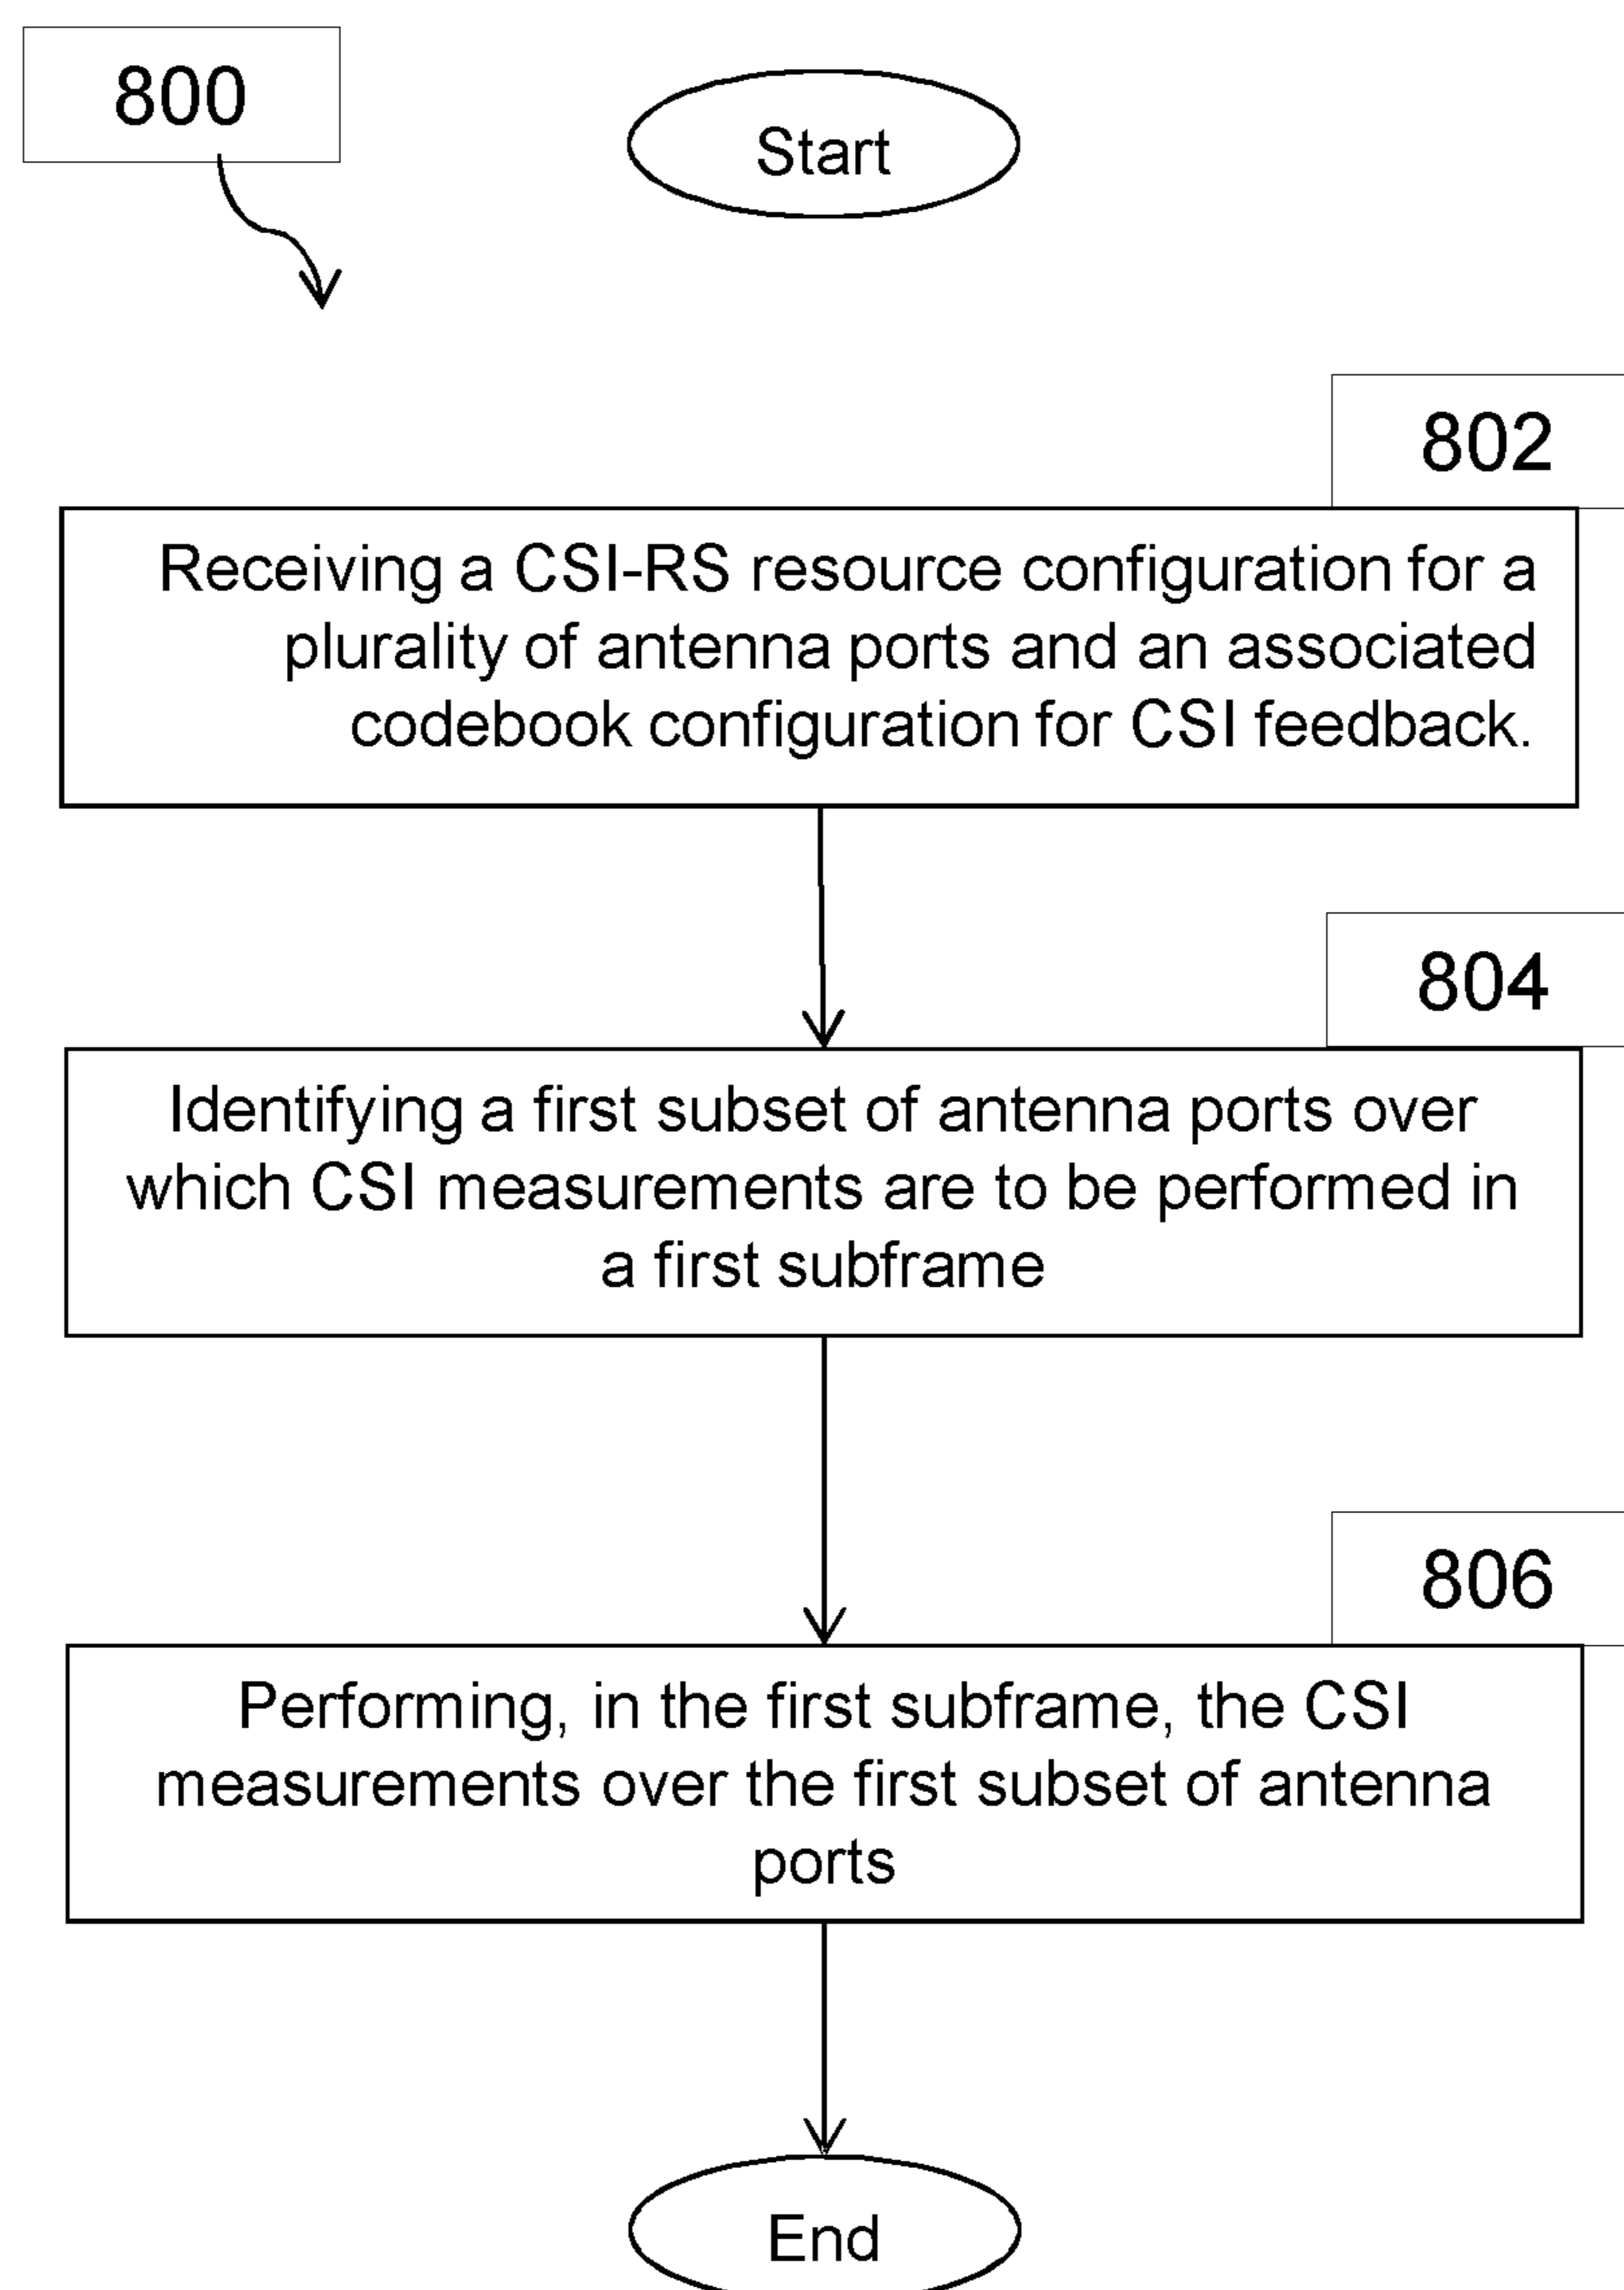 800
Start
802
Receiving a CSI-RS resource configuration for a
plurality of antenna ports and an associated
codebook configuration for CSI feedback.
804
Identifying a first subset of antenna ports over
which CSI measurements are to be performed in
a first subframe
806
Performing, in the first subframe, the CSI
measurements over the first subset of antenna
ports
End